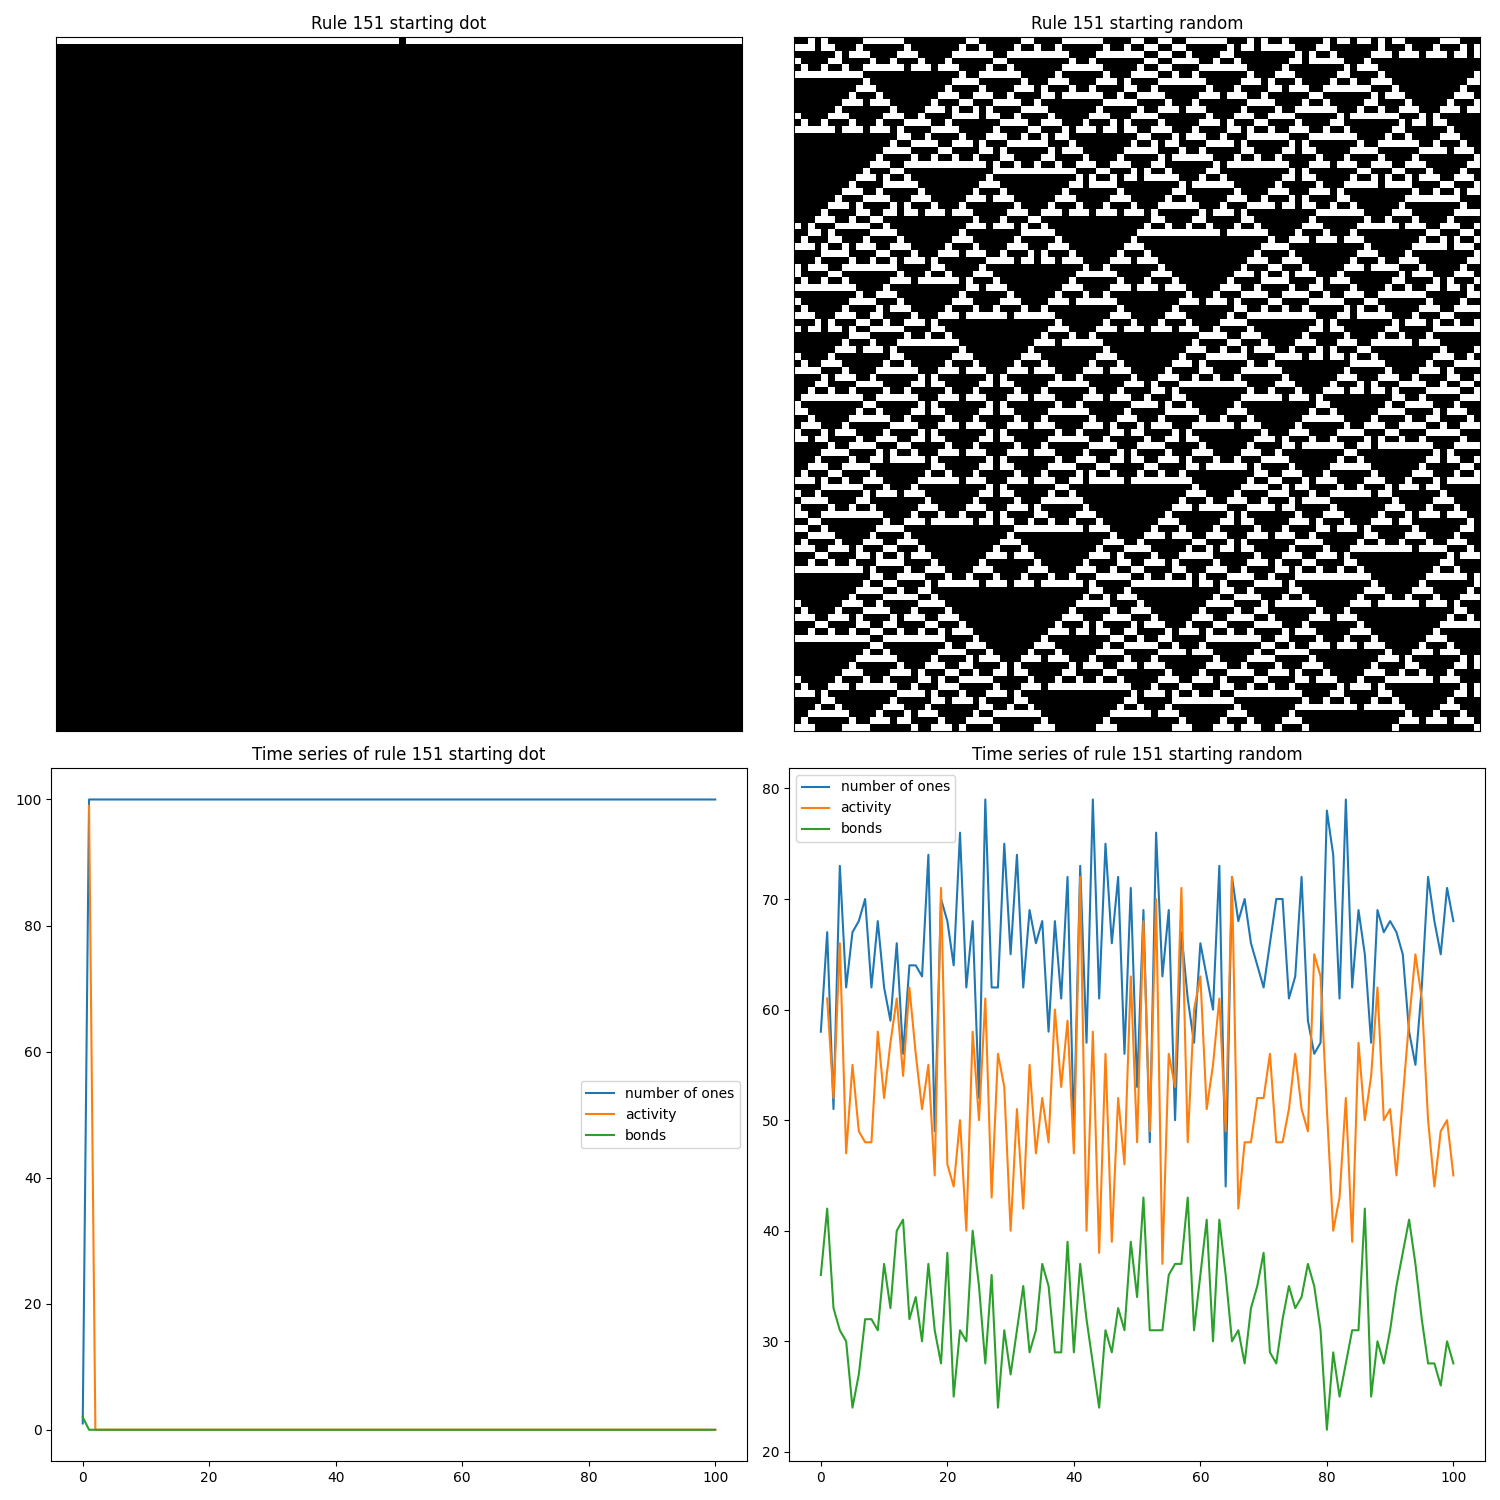 Rule 151 starting dot
Rule 151 starting random
Time series of rule 151 starting dot
100
80
60
40
20
0
number of ones
activity
bonds
0 20 40 60 80 100
Time series of rule 151 starting random
80
70
60
50
40
30
20
number of ones
activity
bonds
0 20 40 60 80 100